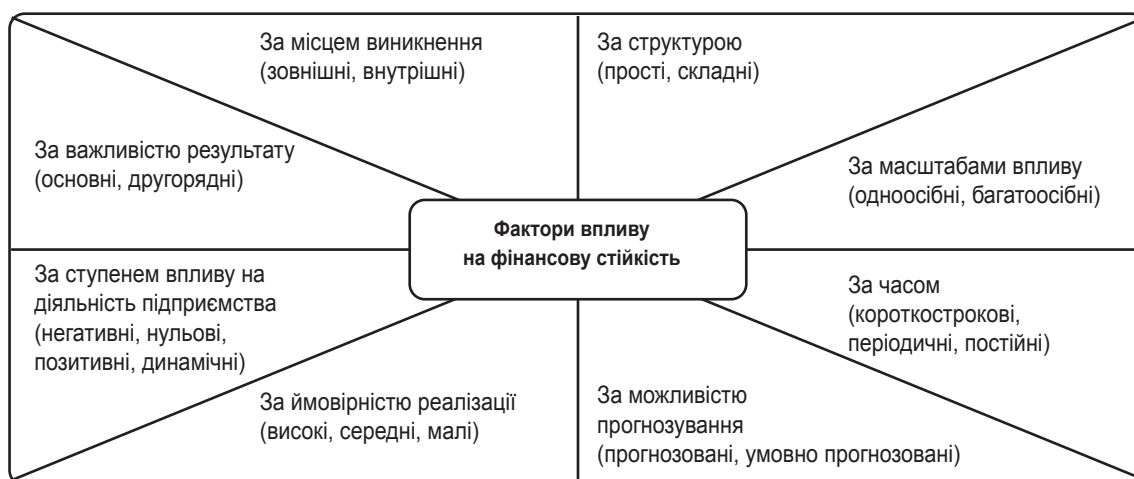 За місцем виникнення
(зовнішні, внутрішні)
За структурою
(прості, складні)
За важливістю результату
(основні, другорядні)
За масштабами впливу
(одноосібні, багатоосібні)
Фактори впливу
на фінансову стійкість
За ступенем впливу на
діяльність підприємства
(негативні, нульові,
позитивні, динамічні)
За часом
(короткострокові,
періодичні, постійні)
За ймовірністю реалізації
(високі, середні, малі)
За можливістю
прогнозування
(прогнозовані, умовно прогнозовані)